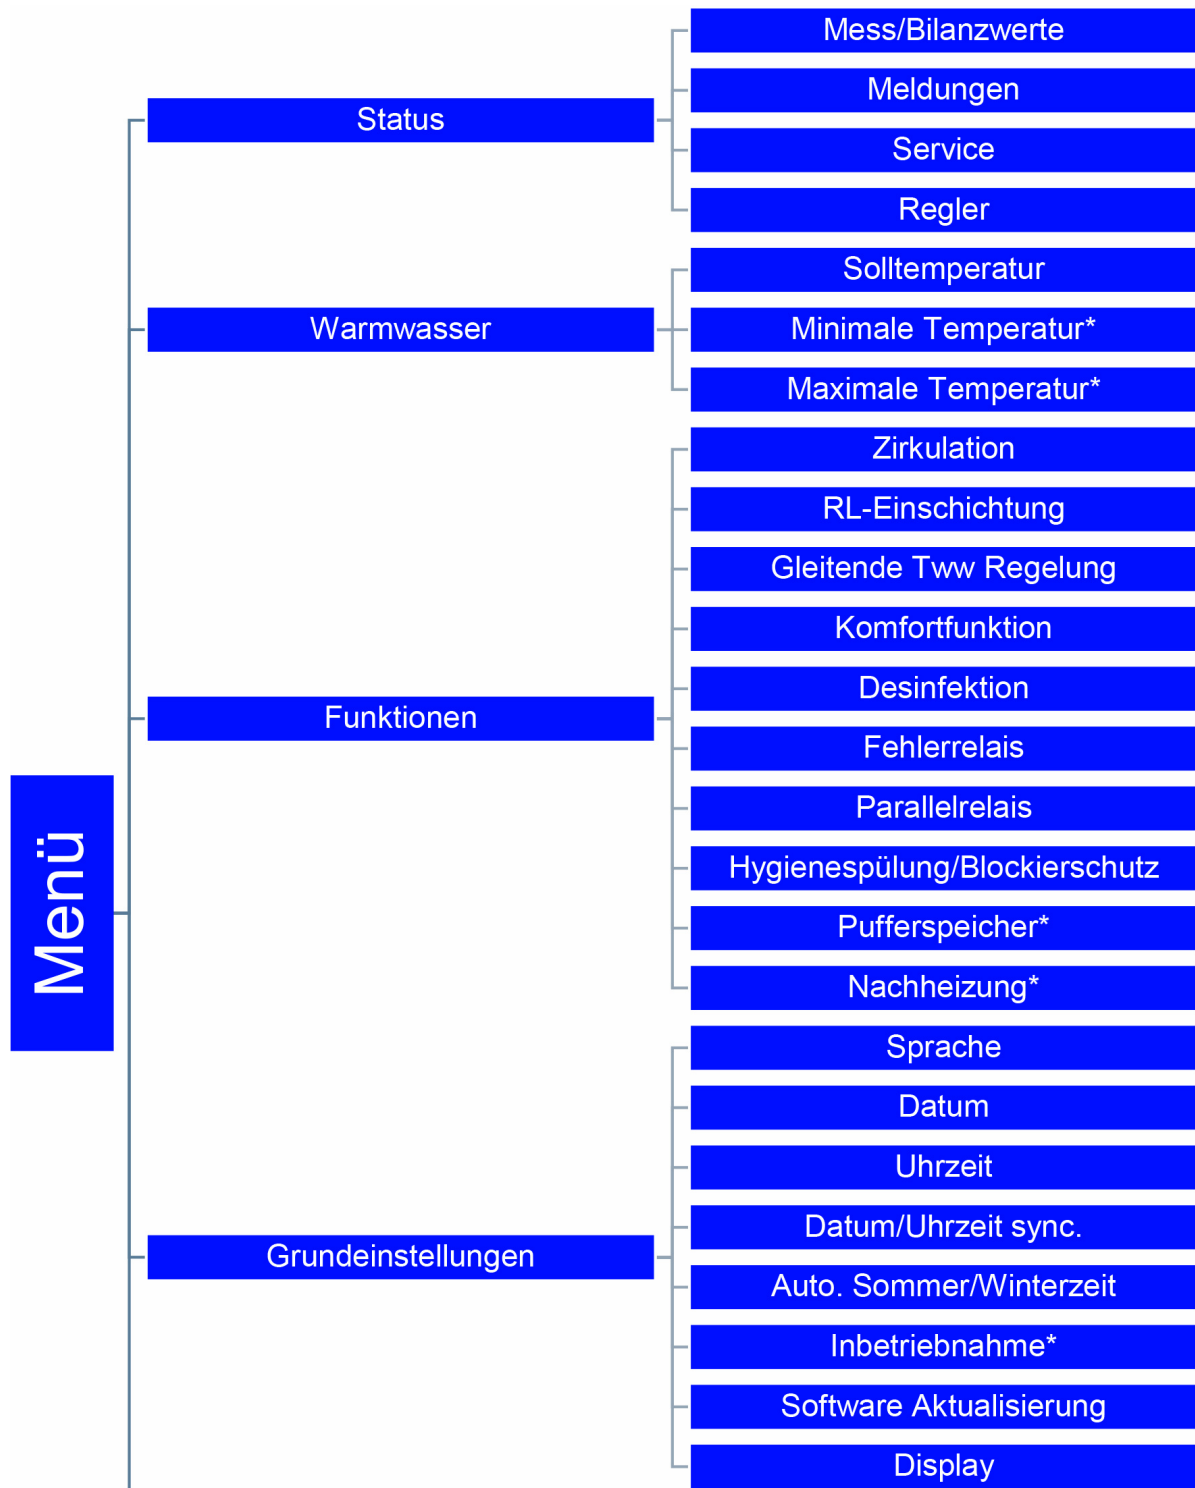 Menü
Status
Mess/Bilanzwerte
Meldungen
Service
Regler
Warmwasser
Solltemperatur
Minimale Temperatur*
Maximale Temperatur*
Funktionen
Zirkulation
RL-Einschichtung
Gleitende Tww Regelung
Komfortfunktion
Desinfektion
Fehlerrelais
Parallelrelais
Hygienespülung/Blockierschutz
Pufferspeicher*
Nachheizung*
Grundeinstellungen
Sprache
Datum
Uhrzeit
Datum/Uhrzeit sync.
Auto. Sommer/Winterzeit
Inbetriebnahme*
Software Aktualisierung
Display